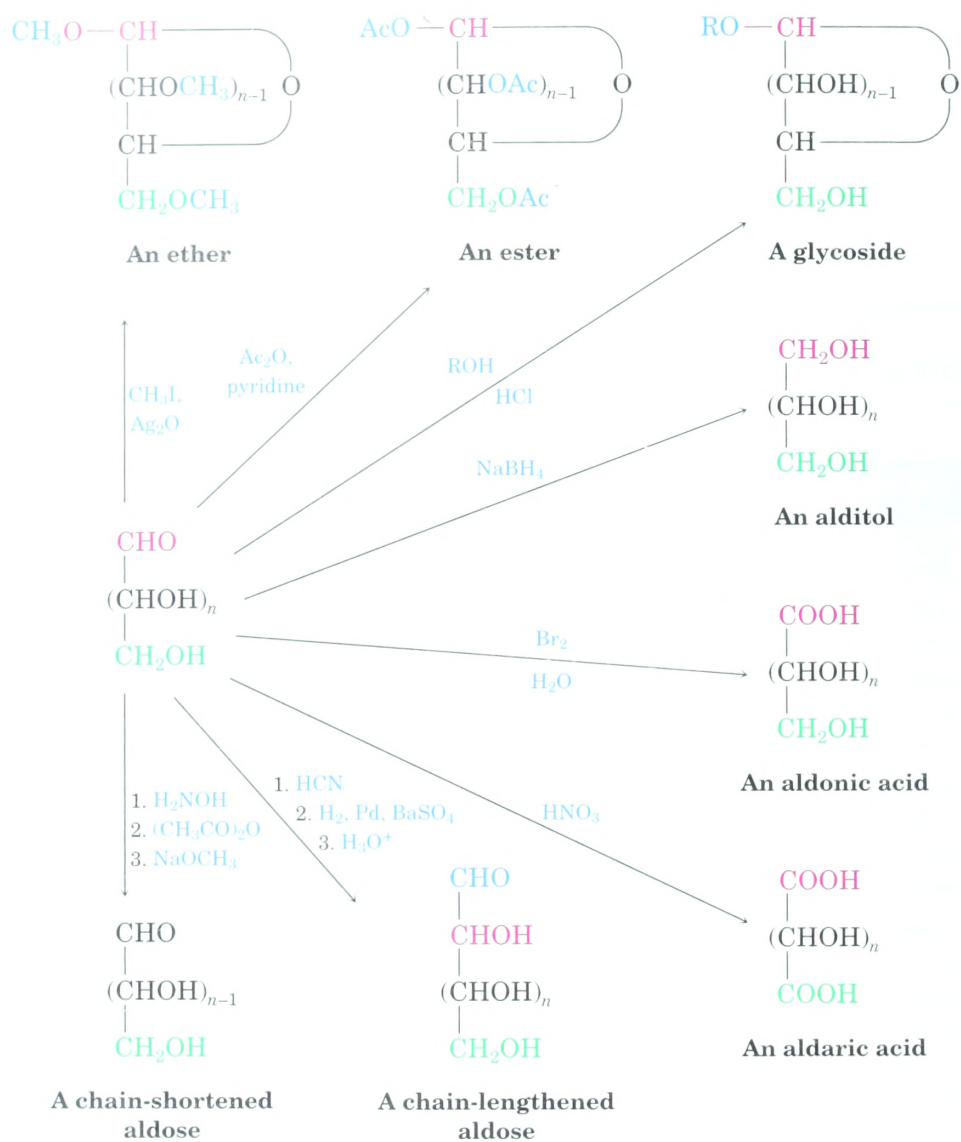 CH₃O—CH
(CHOCH₃)ₙ₋₁ O
CH
CH₂OCH₃
An ether
AcO—CH
(CHOAc)ₙ₋₁ O
CH
CH₂OAc
An ester
RO—CH
(CHOH)ₙ₋₁ O
CH
CH₂OH
A glycoside
CH₃I,
Ag₂O
Ac₂O,
pyridine
ROH
HCl
NaBH₄
CH₂OH
(CHOH)ₙ
CH₂OH
An alditol
CHO
(CHOH)ₙ
CH₂OH
Br₂
H₂O
COOH
(CHOH)ₙ
CH₂OH
An aldonic acid
1. H₂NOH
2. (CH₃CO)₂O
3. NaOCH₃
1. HCN
2. H₂, Pd, BaSO₄
3. H₃O⁺
HNO₃
COOH
(CHOH)ₙ
COOH
An aldaric acid
CHO
(CHOH)ₙ₋₁
CH₂OH
A chain-shortened
aldose
CHO
CHOH
(CHOH)ₙ
CH₂OH
A chain-lengthened
aldose